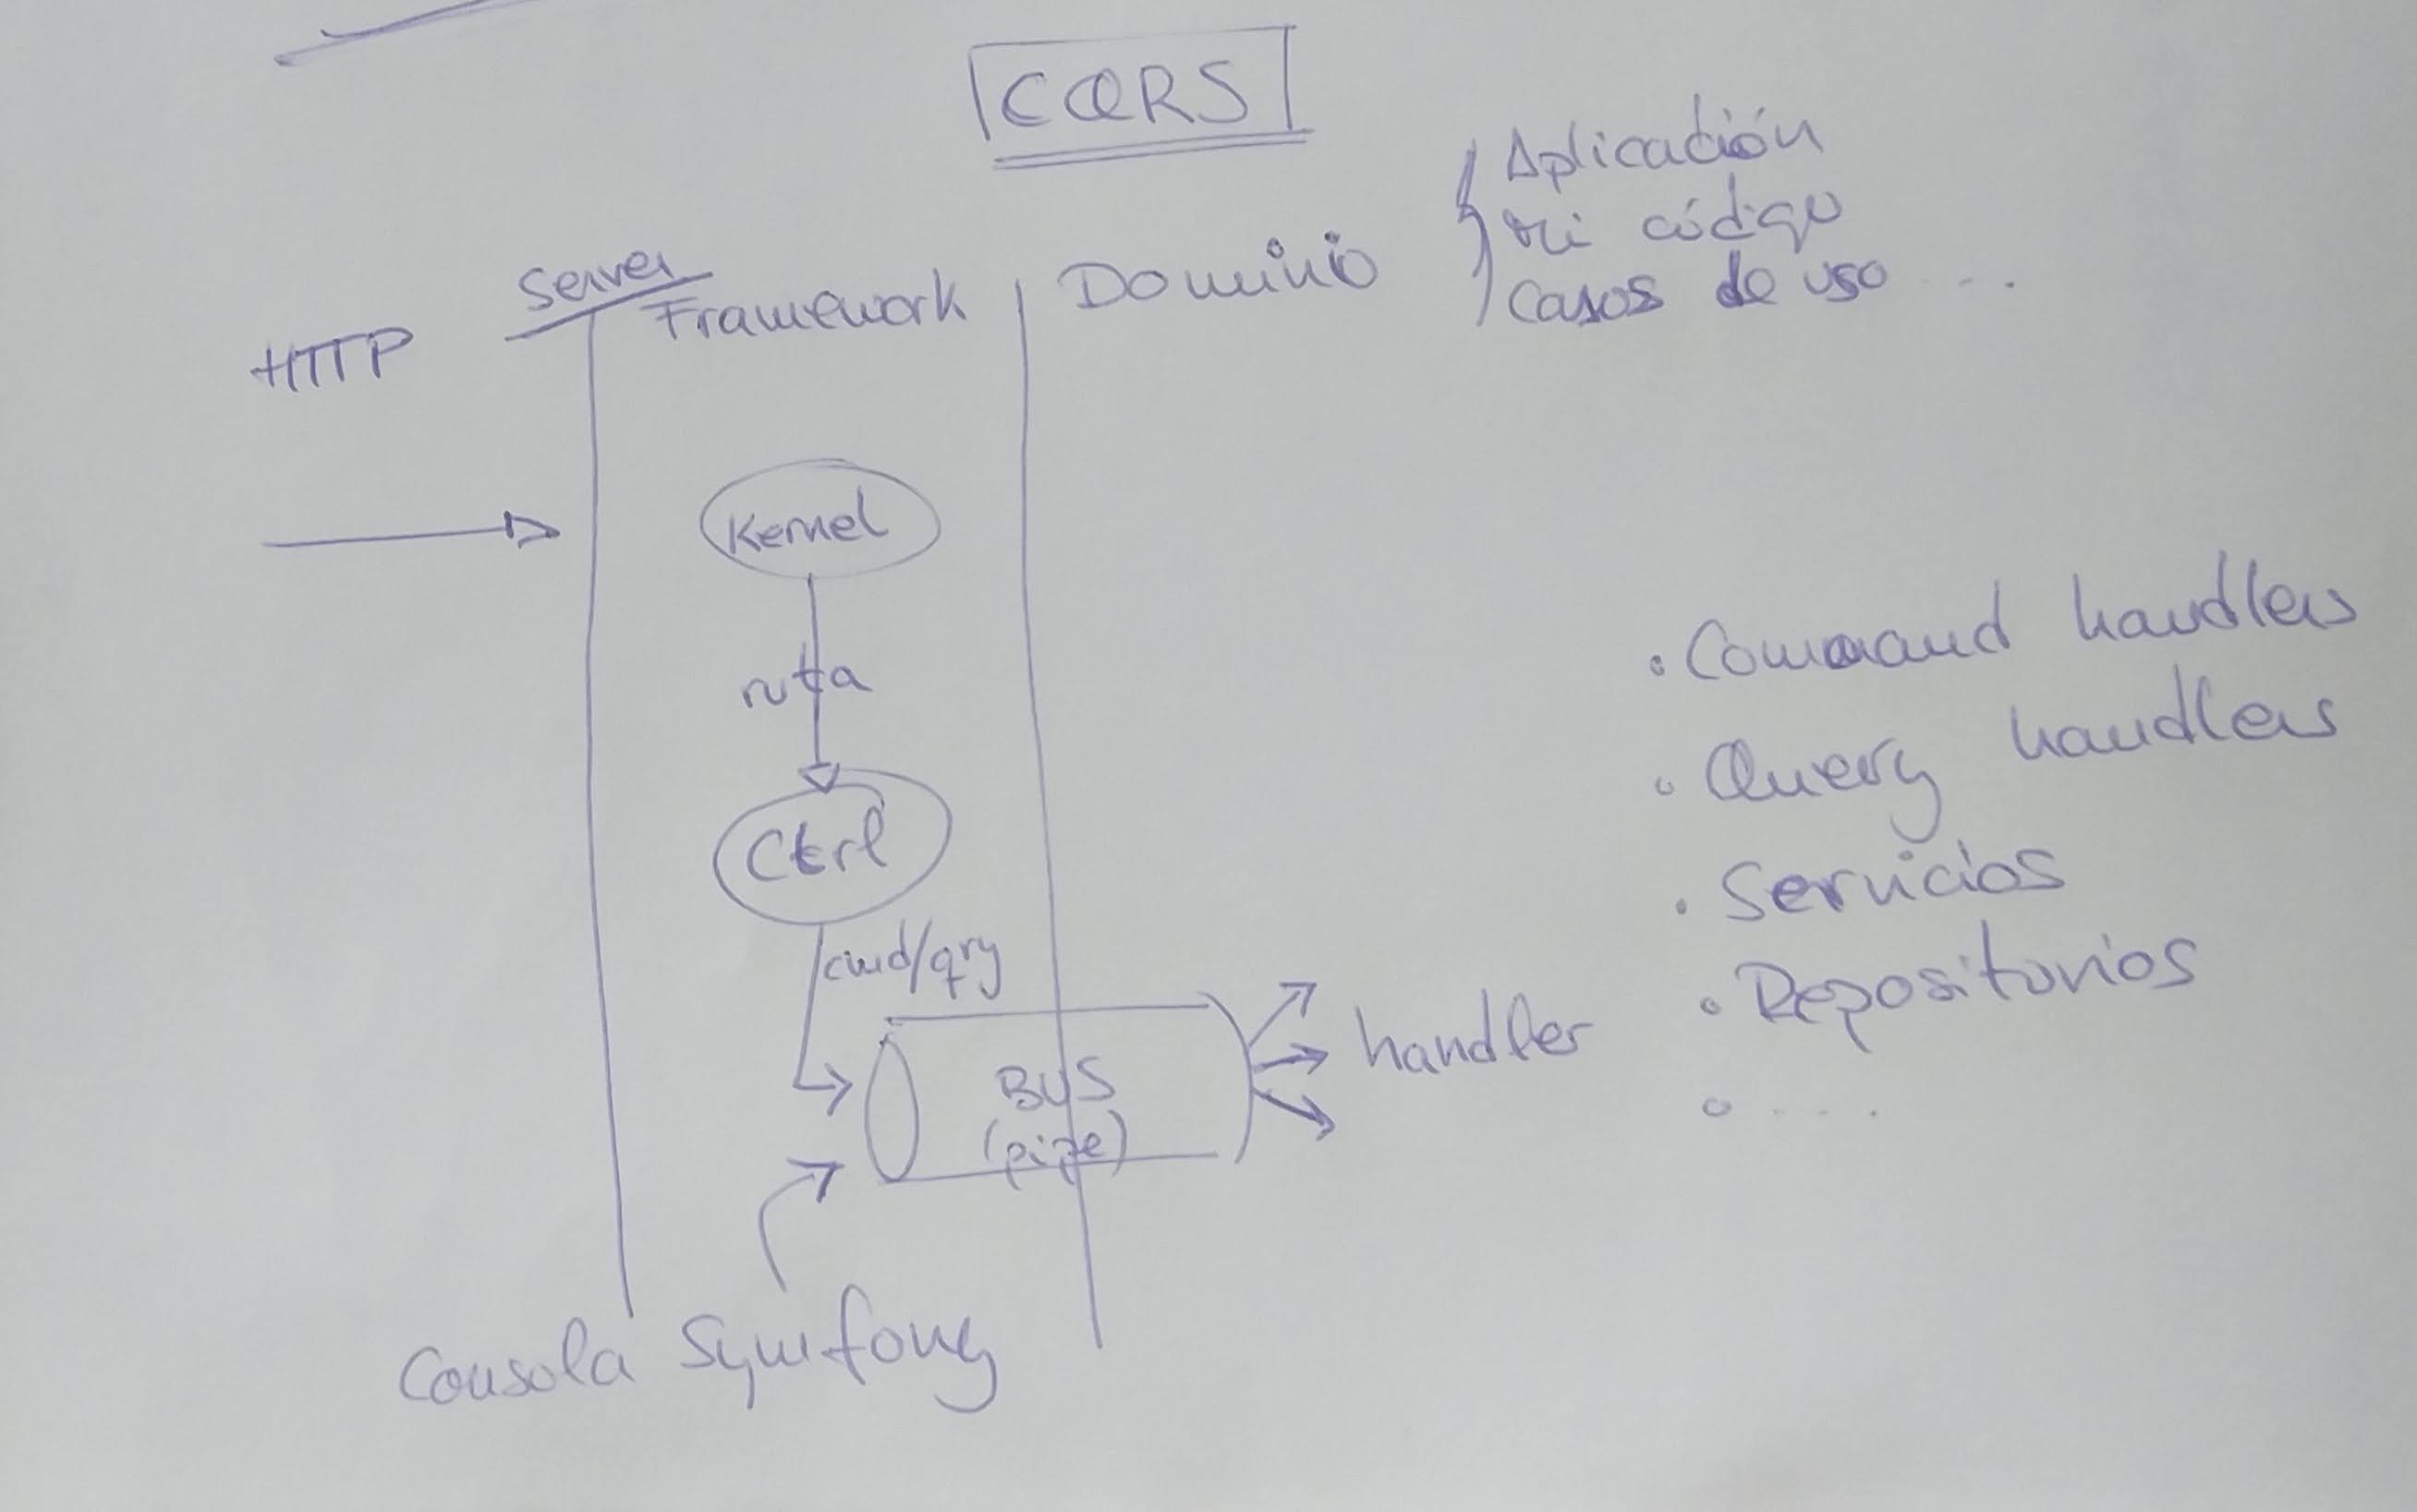 CQRS
Aplicación
mi código
Casos de uso ...
Server
HTTP
Framework
Dominio
Kernel
ruta
Ctrl
cmd/qry
BUS
(pipe)
handler
Consola Symfony
• Command handlers
• Query handlers
• Servicios
• Repositorios
• ....